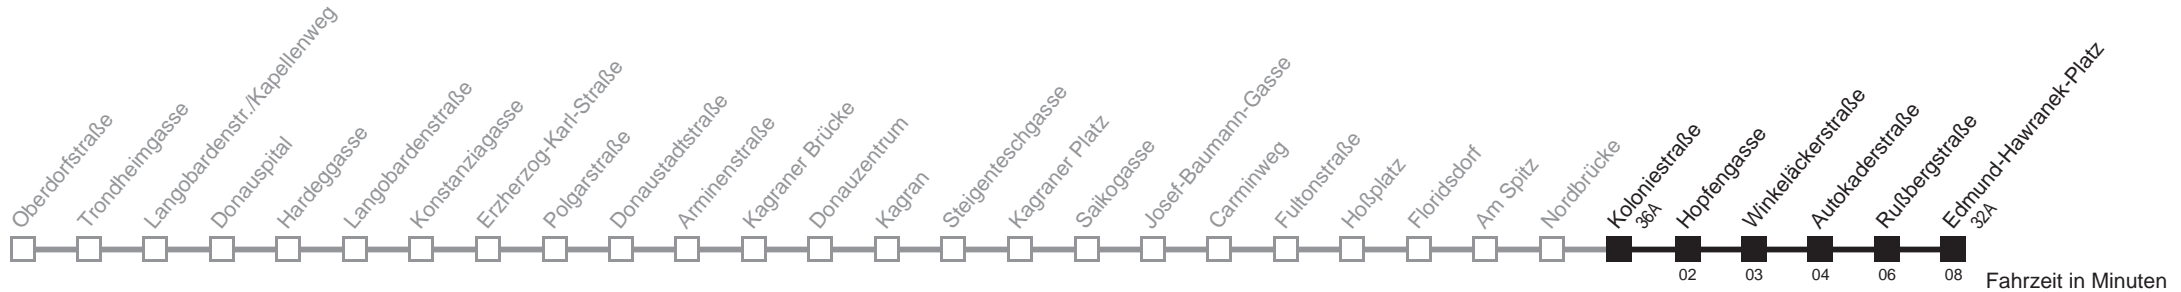 Oberdorfstraße
Trondheimgasse
Langobardenstr./Kapellenweg
Donauspital
Hardeggasse
Langobardenstraße
Konstanziagasse
Erzherzog-Karl-Straße
Polgarstraße
Donaustadtstraße
Arminenstraße
Kagraner Brücke
Donauzentrum
Kagran
Steigenteschgasse
Kagraner Platz
Saikogasse
Josef-Baumann-Gasse
Carminweg
Fultonstraße
Hoßplatz
Floridsdorf
Am Spitz
Nordbrücke
Koloniestraße
36A
Hopfengasse
Winkeläckerstraße
Autokaderstraße
Rußbergstraße
Edmund-Hawranek-Platz
32A
02
03
04
06
08
Fahrzeit in Minuten